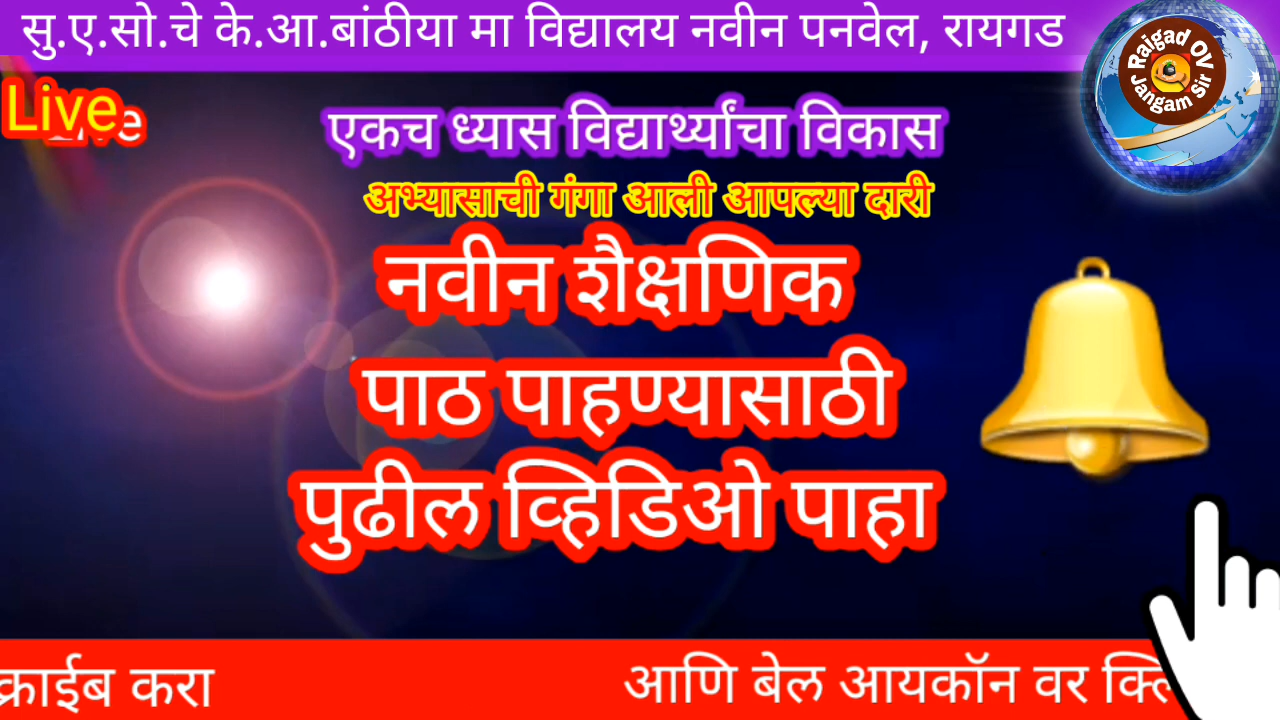 सु.ए.सो.चे के.आ.बांठीया मा विद्यालय नवीन पनवेल, रायगड
Raigad OV
Jangam Sir
Live
एकच ध्यास विद्यार्थ्यांचा विकास
अभ्यासाची गंगा आली आपल्या दारी
नवीन शैक्षणिक
पाठ पाहण्यासाठी
पुढील व्हिडिओ पाहा
क्राईब करा
आणि बेल आयकॉन वर क्लि